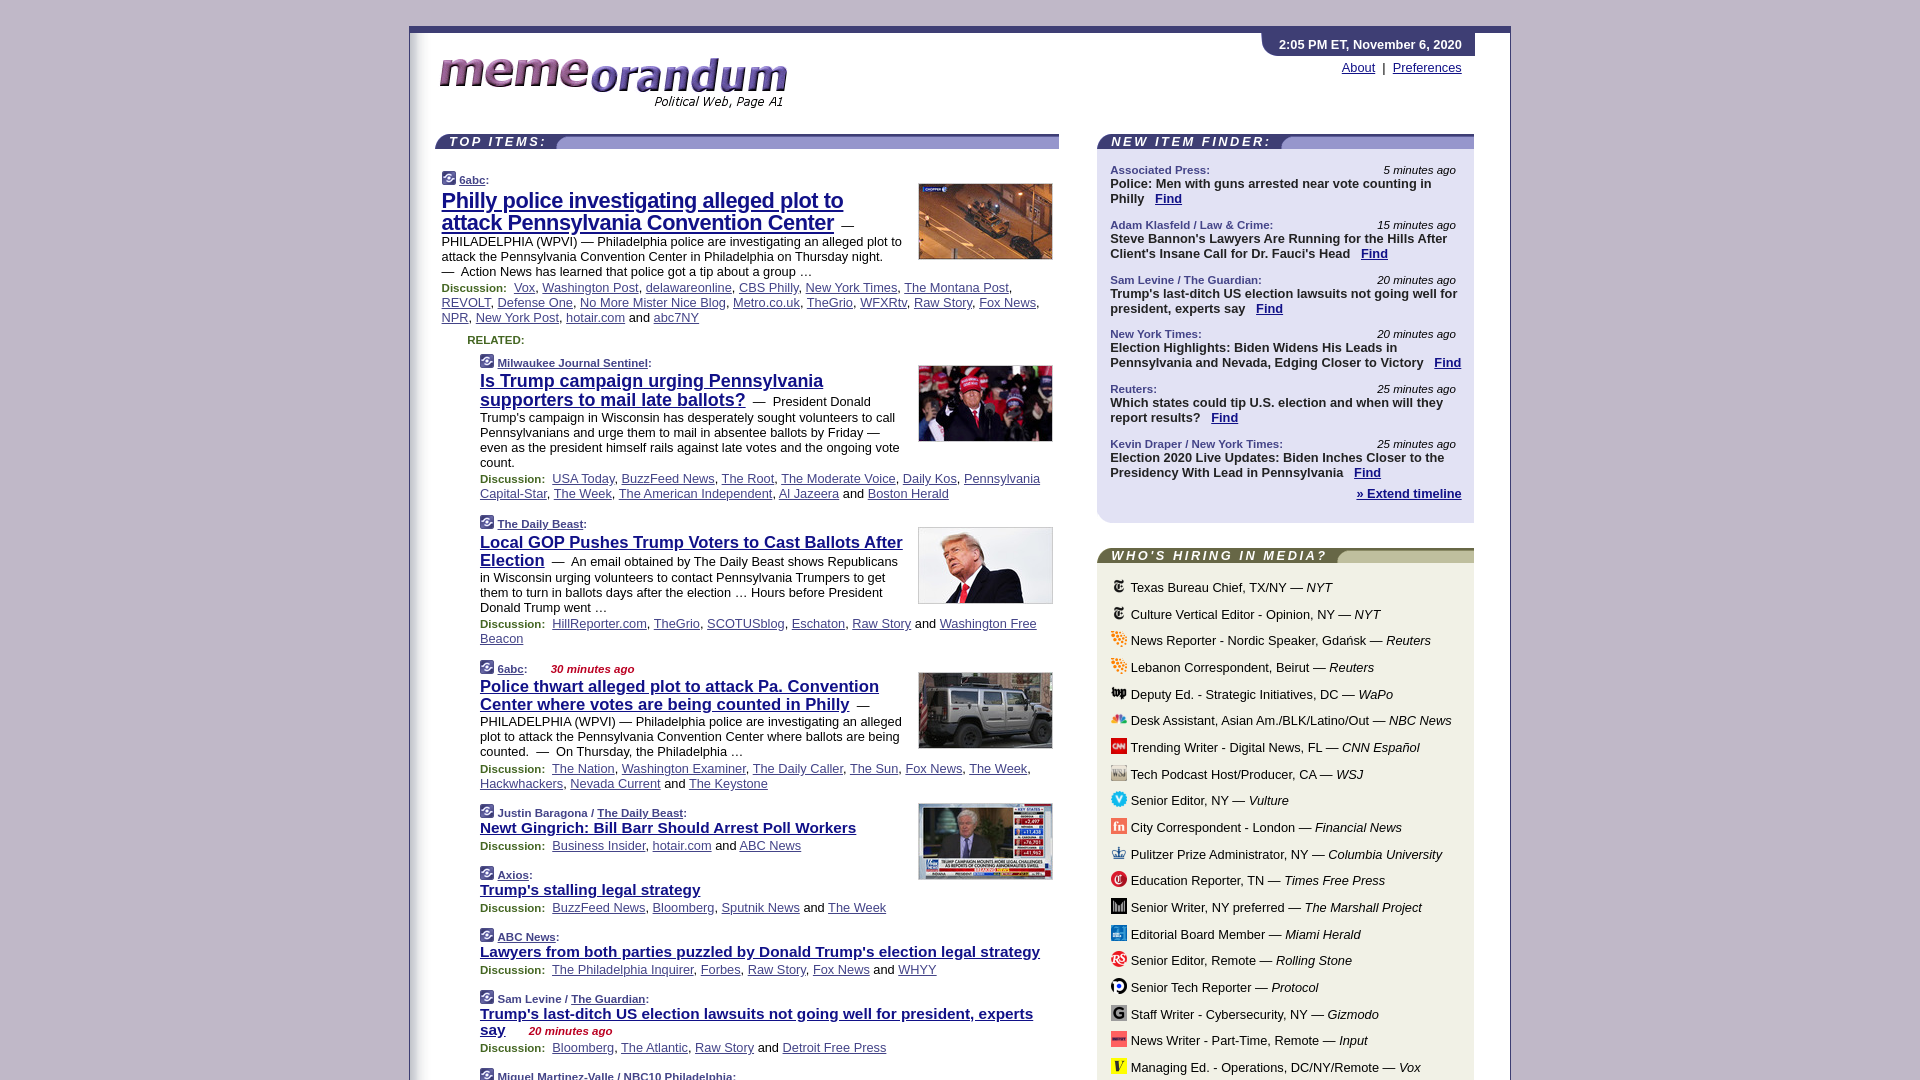 2:05 PM ET, November 6, 2020
memeorandum
Political Web, Page A1
About | Preferences
TOP ITEMS:
6abc:
Philly police investigating alleged plot to
attack Pennsylvania Convention Center —
PHILADELPHIA (WPVI) — Philadelphia police are investigating an alleged plot to
attack the Pennsylvania Convention Center in Philadelphia on Thursday night.
— Action News has learned that police got a tip about a group …
Discussion: Vox, Washington Post, delawareonline, CBS Philly, New York Times, The Montana Post,
REVOLT, Defense One, No More Mister Nice Blog, Metro.co.uk, TheGrio, WFXRtv, Raw Story, Fox News,
NPR, New York Post, hotair.com and abc7NY
RELATED:
Milwaukee Journal Sentinel:
Is Trump campaign urging Pennsylvania
supporters to mail late ballots? — President Donald
Trump's campaign in Wisconsin has desperately sought volunteers to call
Pennsylvanians and urge them to mail in absentee ballots by Friday —
even as the president himself rails against late votes and the ongoing vote
count.
Discussion: USA Today, BuzzFeed News, The Root, The Moderate Voice, Daily Kos, Pennsylvania
Capital-Star, The Week, The American Independent, Al Jazeera and Boston Herald
The Daily Beast:
Local GOP Pushes Trump Voters to Cast Ballots After
Election — An email obtained by The Daily Beast shows Republicans
in Wisconsin urging volunteers to contact Pennsylvania Trumpers to get
them to turn in ballots days after the election … Hours before President
Donald Trump went …
Discussion: HillReporter.com, TheGrio, SCOTUSblog, Eschaton, Raw Story and Washington Free
Beacon
6abc: 30 minutes ago
Police thwart alleged plot to attack Pa. Convention
Center where votes are being counted in Philly —
PHILADELPHIA (WPVI) — Philadelphia police are investigating an alleged
plot to attack the Pennsylvania Convention Center where ballots are being
counted. — On Thursday, the Philadelphia …
Discussion: The Nation, Washington Examiner, The Daily Caller, The Sun, Fox News, The Week,
Hackwhackers, Nevada Current and The Keystone
Justin Baragona / The Daily Beast:
Newt Gingrich: Bill Barr Should Arrest Poll Workers
Discussion: Business Insider, hotair.com and ABC News
Axios:
Trump's stalling legal strategy
Discussion: BuzzFeed News, Bloomberg, Sputnik News and The Week
ABC News:
Lawyers from both parties puzzled by Donald Trump's election legal strategy
Discussion: The Philadelphia Inquirer, Forbes, Raw Story, Fox News and WHYY
Sam Levine / The Guardian:
Trump's last-ditch US election lawsuits not going well for president, experts
say 20 minutes ago
Discussion: Bloomberg, The Atlantic, Raw Story and Detroit Free Press
Miguel Martinez-Valle / NBC10 Philadelphia:
NEW ITEM FINDER:
Associated Press: 5 minutes ago
Police: Men with guns arrested near vote counting in
Philly Find
Adam Klasfeld / Law & Crime: 15 minutes ago
Steve Bannon's Lawyers Are Running for the Hills After
Client's Insane Call for Dr. Fauci's Head Find
Sam Levine / The Guardian: 20 minutes ago
Trump's last-ditch US election lawsuits not going well for
president, experts say Find
New York Times: 20 minutes ago
Election Highlights: Biden Widens His Leads in
Pennsylvania and Nevada, Edging Closer to Victory Find
Reuters: 25 minutes ago
Which states could tip U.S. election and when will they
report results? Find
Kevin Draper / New York Times: 25 minutes ago
Election 2020 Live Updates: Biden Inches Closer to the
Presidency With Lead in Pennsylvania Find
» Extend timeline
WHO'S HIRING IN MEDIA?
Texas Bureau Chief, TX/NY — NYT
Culture Vertical Editor - Opinion, NY — NYT
News Reporter - Nordic Speaker, Gdańsk — Reuters
Lebanon Correspondent, Beirut — Reuters
Deputy Ed. - Strategic Initiatives, DC — WaPo
Desk Assistant, Asian Am./BLK/Latino/Out — NBC News
Trending Writer - Digital News, FL — CNN Español
Tech Podcast Host/Producer, CA — WSJ
Senior Editor, NY — Vulture
City Correspondent - London — Financial News
Pulitzer Prize Administrator, NY — Columbia University
Education Reporter, TN — Times Free Press
Senior Writer, NY preferred — The Marshall Project
Editorial Board Member — Miami Herald
Senior Editor, Remote — Rolling Stone
Senior Tech Reporter — Protocol
Staff Writer - Cybersecurity, NY — Gizmodo
News Writer - Part-Time, Remote — Input
Managing Ed. - Operations, DC/NY/Remote — Vox